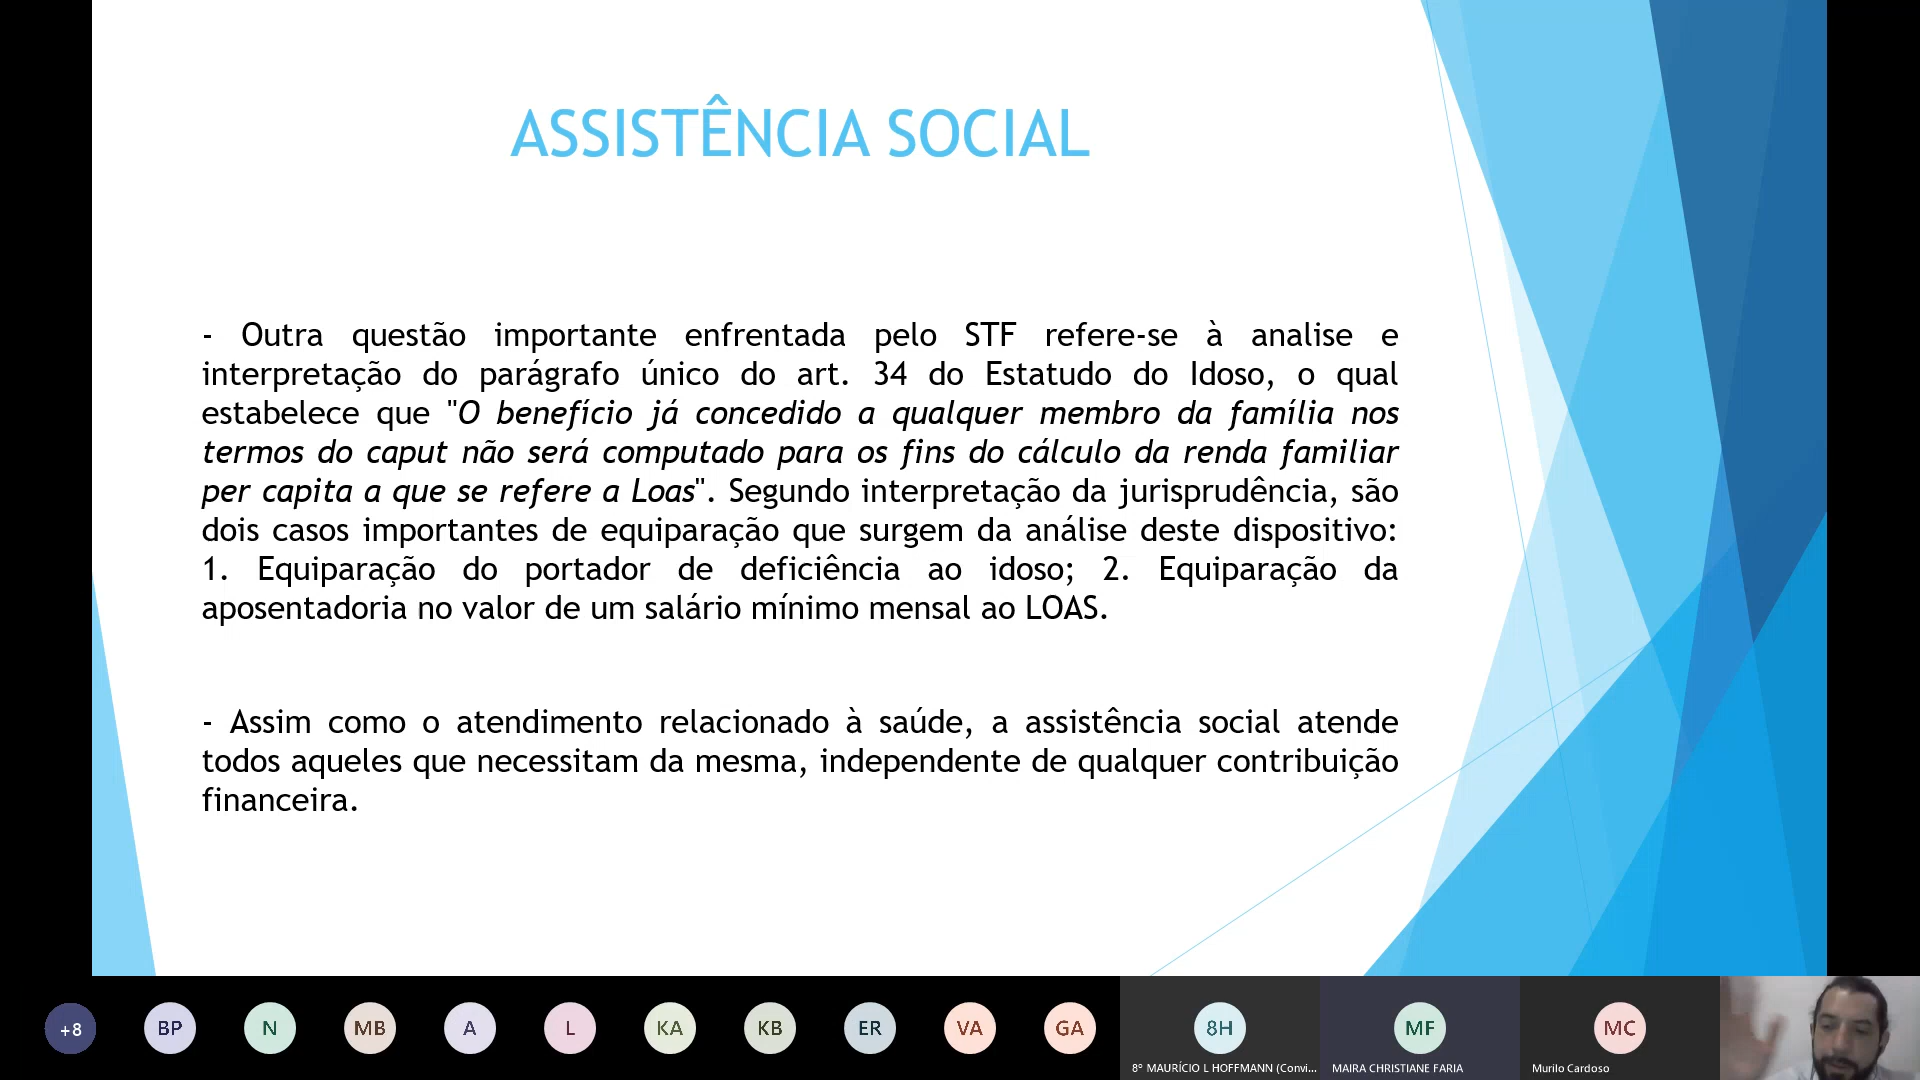 ASSISTÊNCIA SOCIAL
- Outra questão importante enfrentada pelo STF refere-se à analise e
interpretação do parágrafo único do art. 34 do Estatudo do Idoso, o qual
estabelece que "O benefício já concedido a qualquer membro da família nos
termos do caput não será computado para os fins do cálculo da renda familiar
per capita a que se refere a Loas". Segundo interpretação da jurisprudência, são
dois casos importantes de equiparação que surgem da análise deste dispositivo:
1. Equiparação do portador de deficiência ao idoso; 2. Equiparação da
aposentadoria no valor de um salário mínimo mensal ao LOAS.
- Assim como o atendimento relacionado à saúde, a assistência social atende
todos aqueles que necessitam da mesma, independente de qualquer contribuição
financeira.
+8 BP N MB A L KA KB ER VA GA 8H MF MC
8º MAURÍCIO L HOFFMANN (Convi... MAIRA CHRISTIANE FARIA Murilo Cardoso